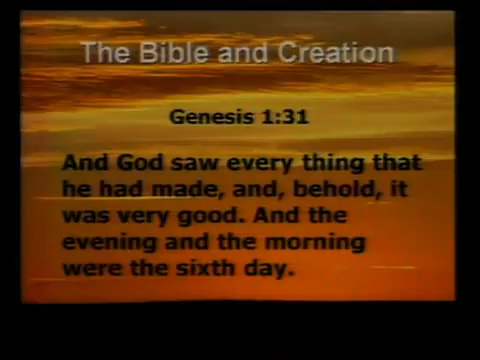 The Bible and Creation
Genesis 1:31
And God saw every thing that
he had made, and, behold, it
was very good. And the
evening and the morning
were the sixth day.